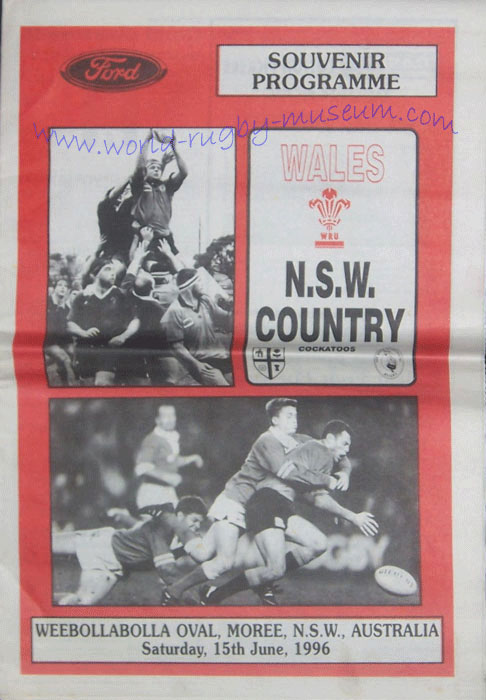 Ford
SOUVENIR
PROGRAMME
www.world-rugby-museum.com
WALES
WRU
N.S.W.
COUNTRY
COCKATOOS
WEEBOLLABOLLA OVAL, MOREE, N.S.W., AUSTRALIA
Saturday, 15th June, 1996